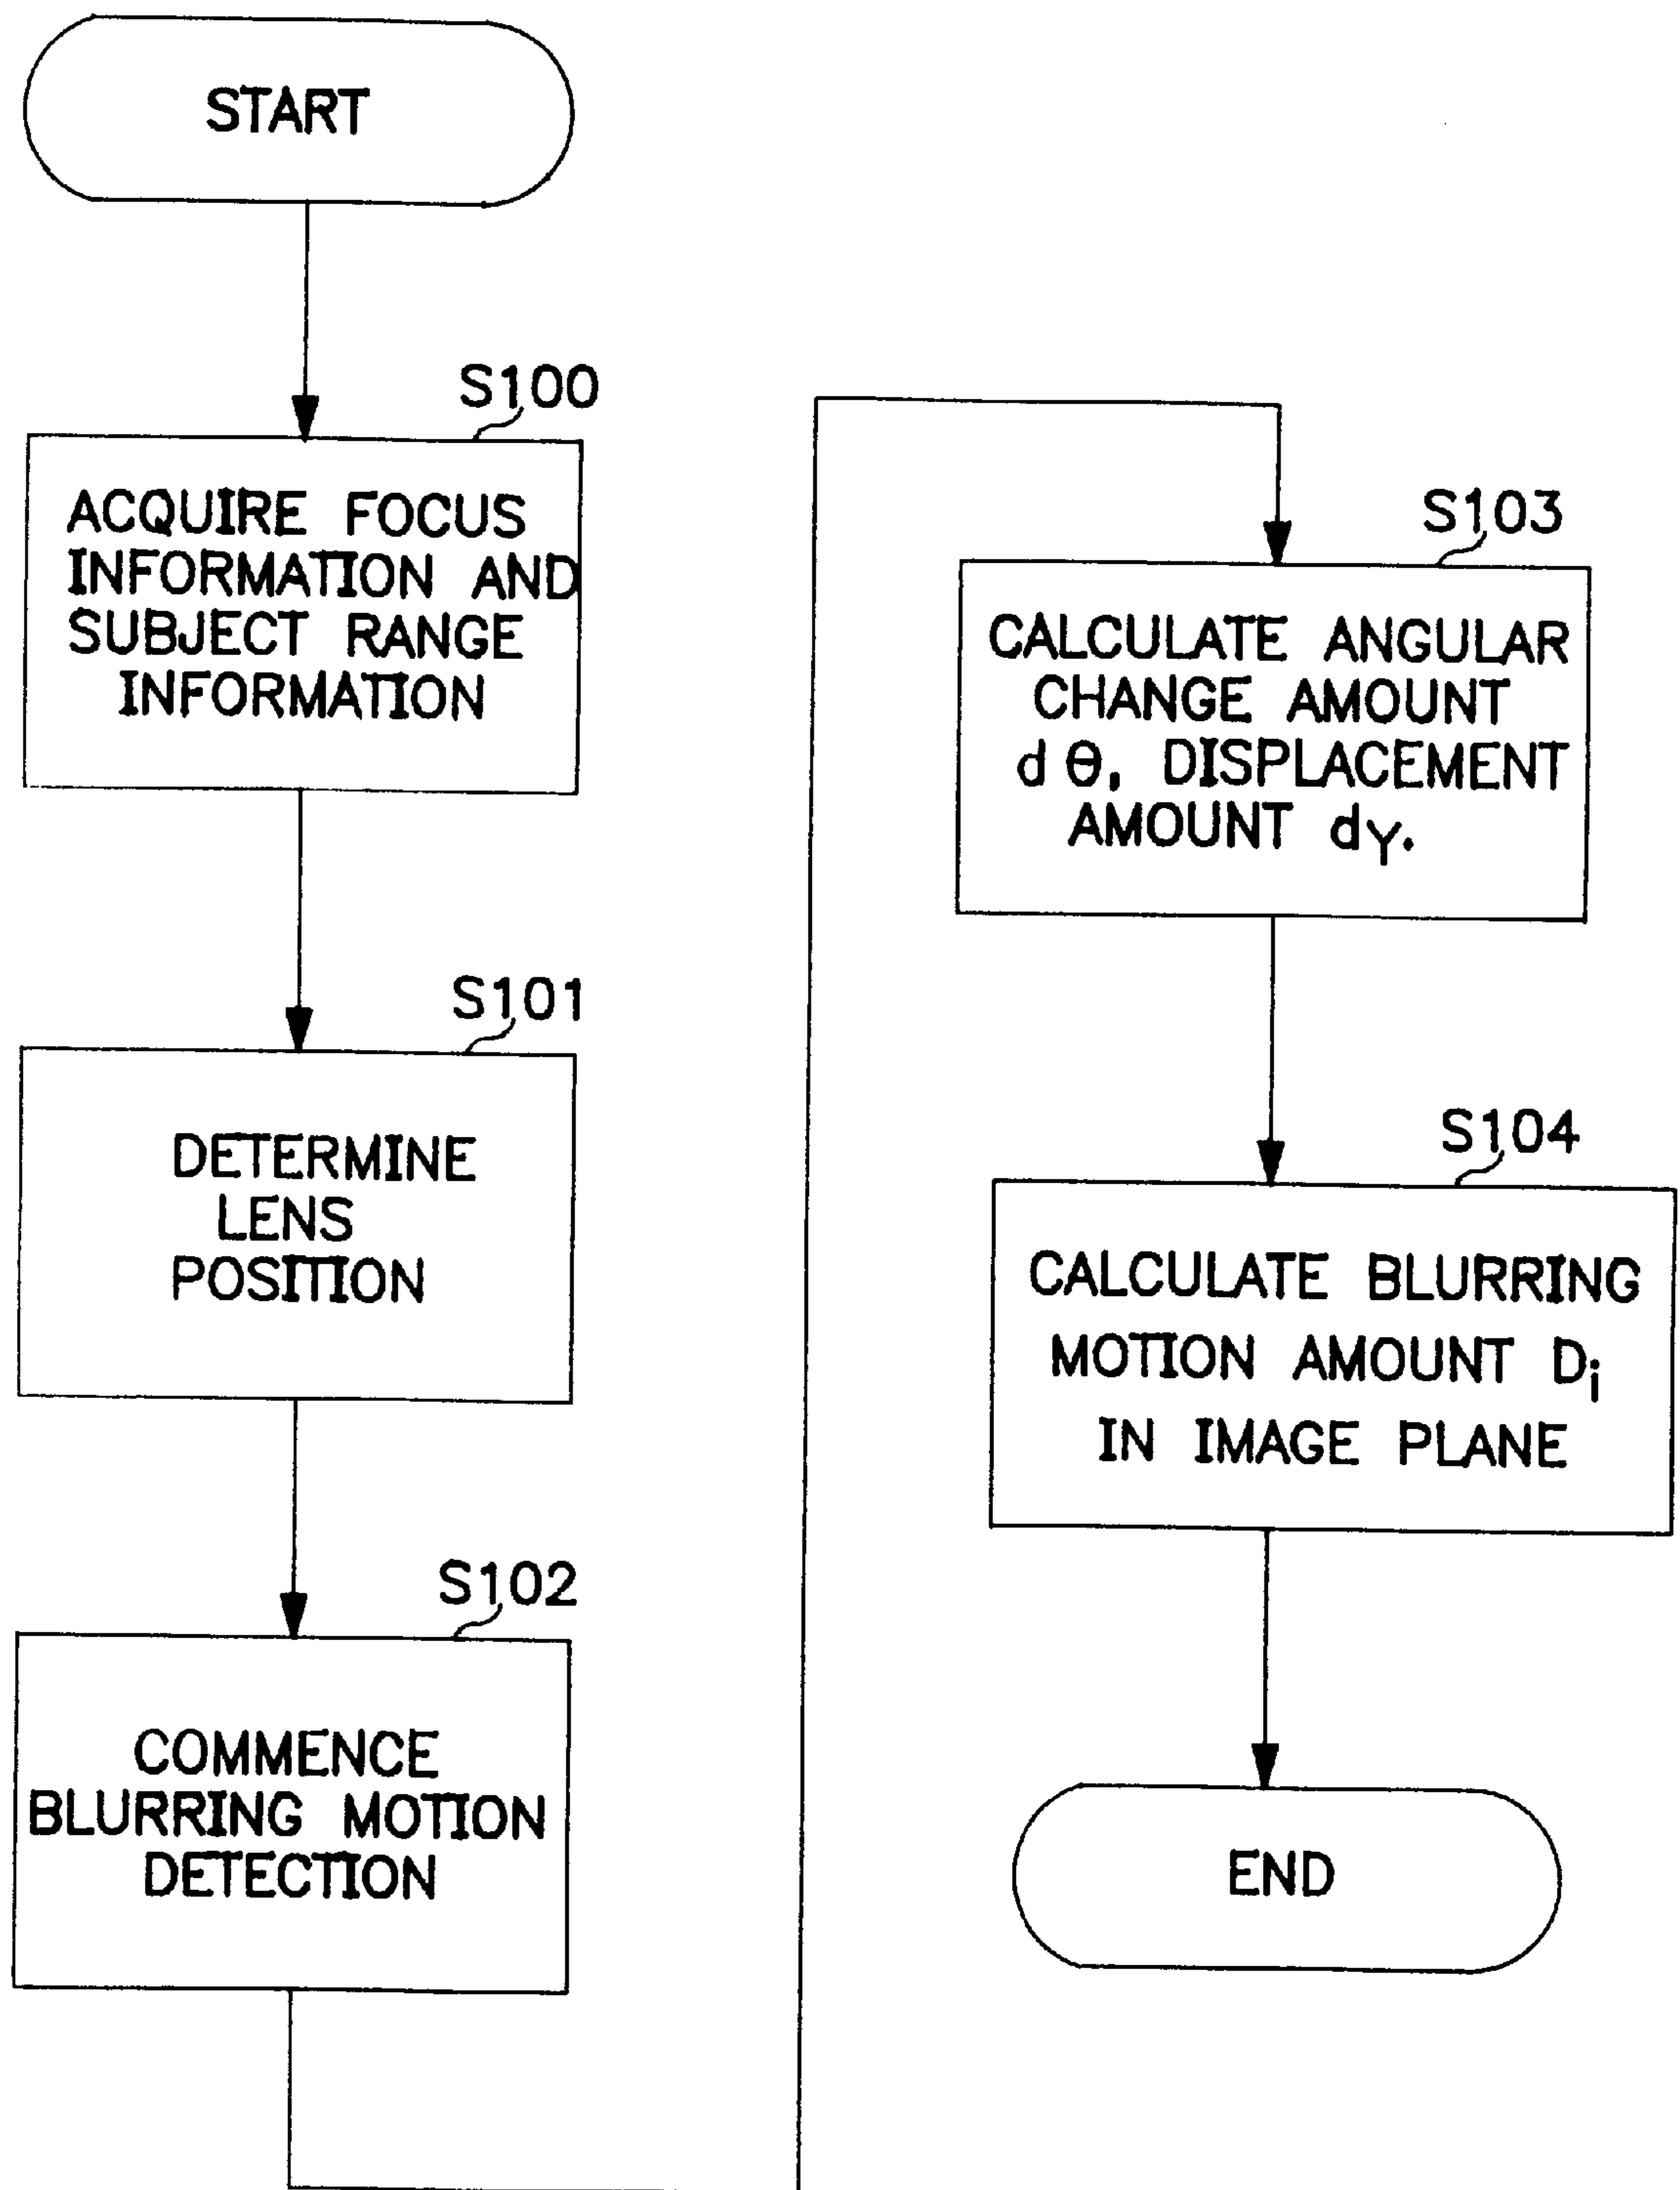 START
S100
ACQUIRE FOCUS
INFORMATION AND
SUBJECT RANGE
INFORMATION
S101
DETERMINE
LENS
POSITION
S102
COMMENCE
BLURRING MOTION
DETECTION
S103
CALCULATE ANGULAR
CHANGE AMOUNT
d θ, DISPLACEMENT
AMOUNT dY.
S104
CALCULATE BLURRING
MOTION AMOUNT Di
IN IMAGE PLANE
END